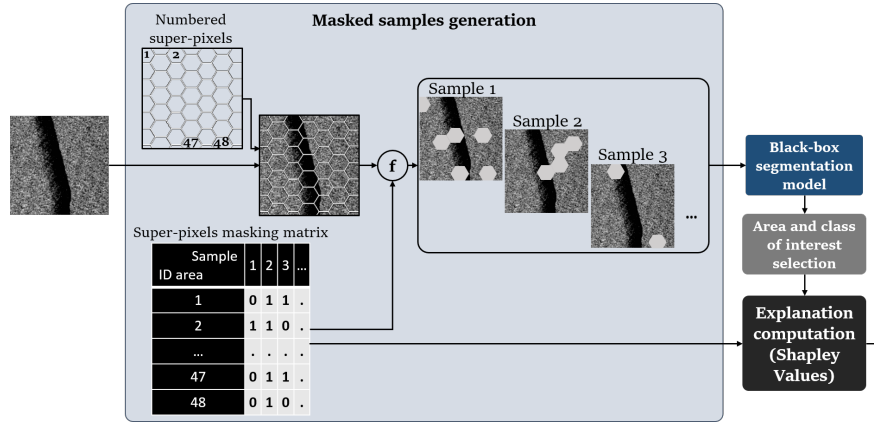 Masked samples generation
Numbered
super-pixels
1 2
47 48
f
Sample 1
Sample 2
Sample 3
...
Black-box
segmentation
model
Area and class
of interest
selection
Explanation
computation
(Shapley
Values)
Super-pixels masking matrix
Sample
ID area
1 2 3 ...
1 0 1 1 .
2 1 1 0 .
... . . . .
47 0 1 1 .
48 0 1 0 .